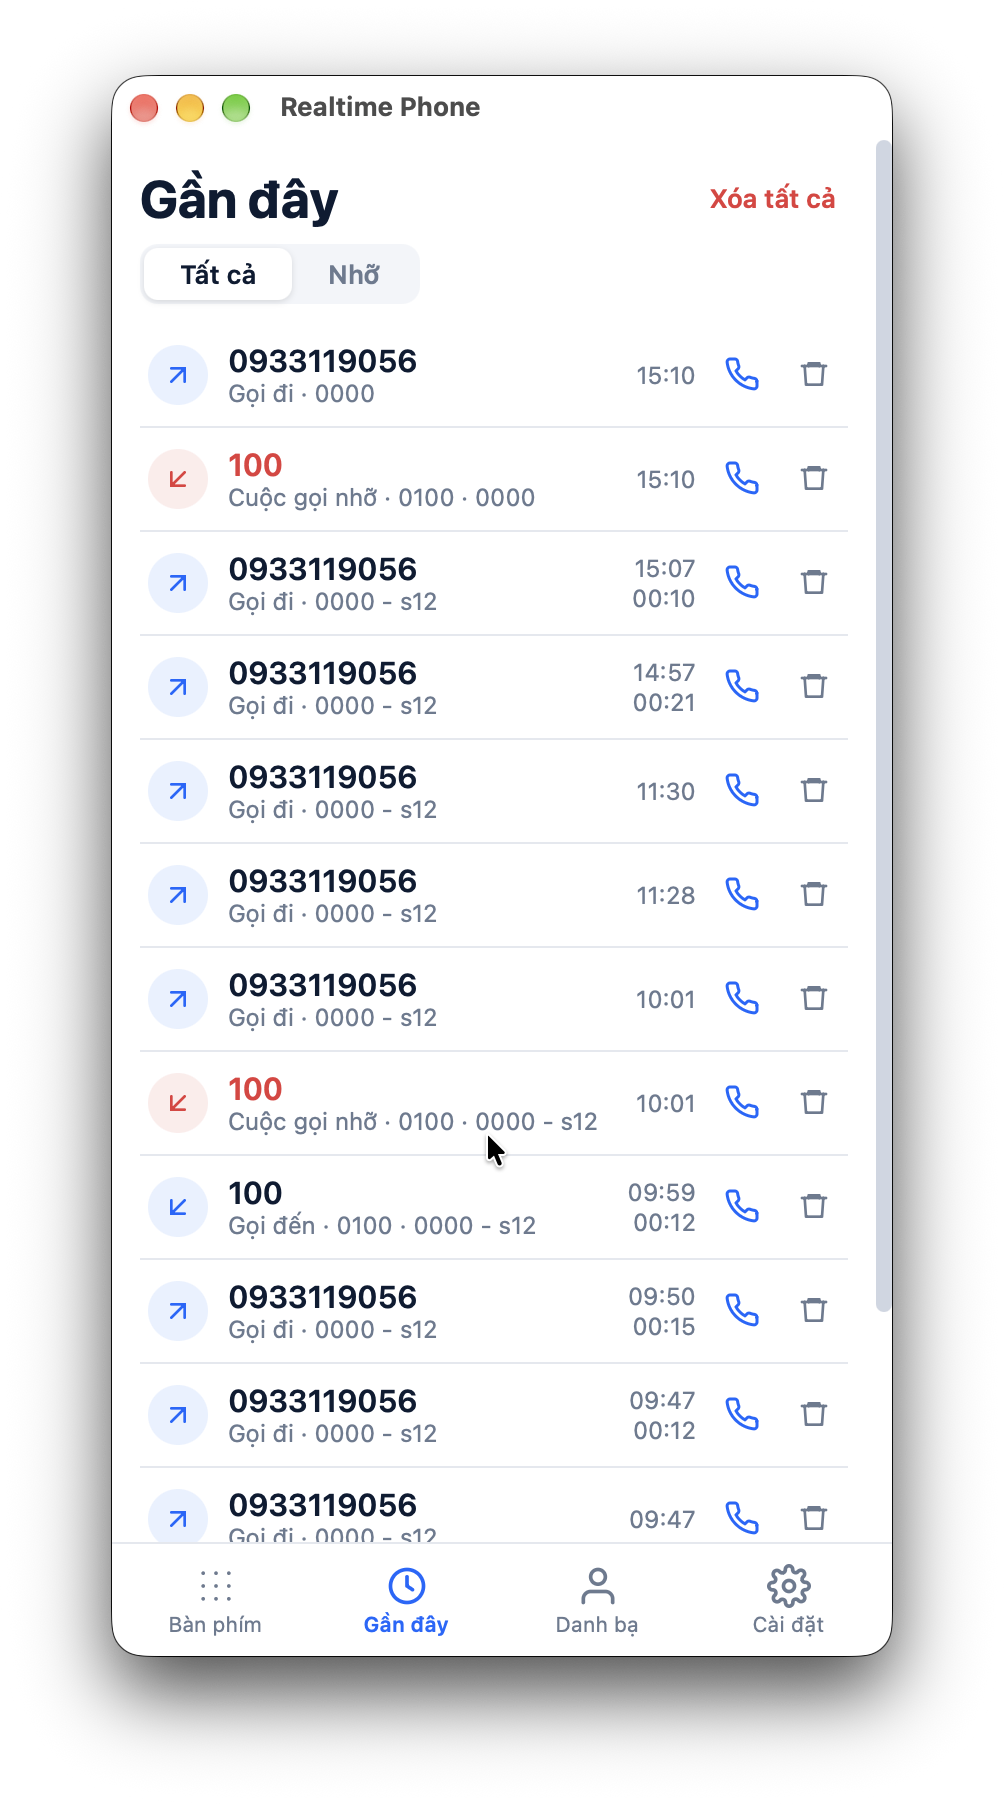 Realtime Phone
Gần đây
Xóa tất cả
Tất cả
Nhỡ
0933119056
Gọi đi · 0000
15:10
100
Cuộc gọi nhỡ · 0100 · 0000
15:10
0933119056
Gọi đi · 0000 - s12
15:07
00:10
0933119056
Gọi đi · 0000 - s12
14:57
00:21
0933119056
Gọi đi · 0000 - s12
11:30
0933119056
Gọi đi · 0000 - s12
11:28
0933119056
Gọi đi · 0000 - s12
10:01
100
Cuộc gọi nhỡ · 0100 · 0000 - s12
10:01
100
Gọi đến · 0100 · 0000 - s12
09:59
00:12
0933119056
Gọi đi · 0000 - s12
09:50
00:15
0933119056
Gọi đi · 0000 - s12
09:47
00:12
0933119056
Gọi đi · 0000 - s12
09:47
Bàn phím
Gần đây
Danh bạ
Cài đặt